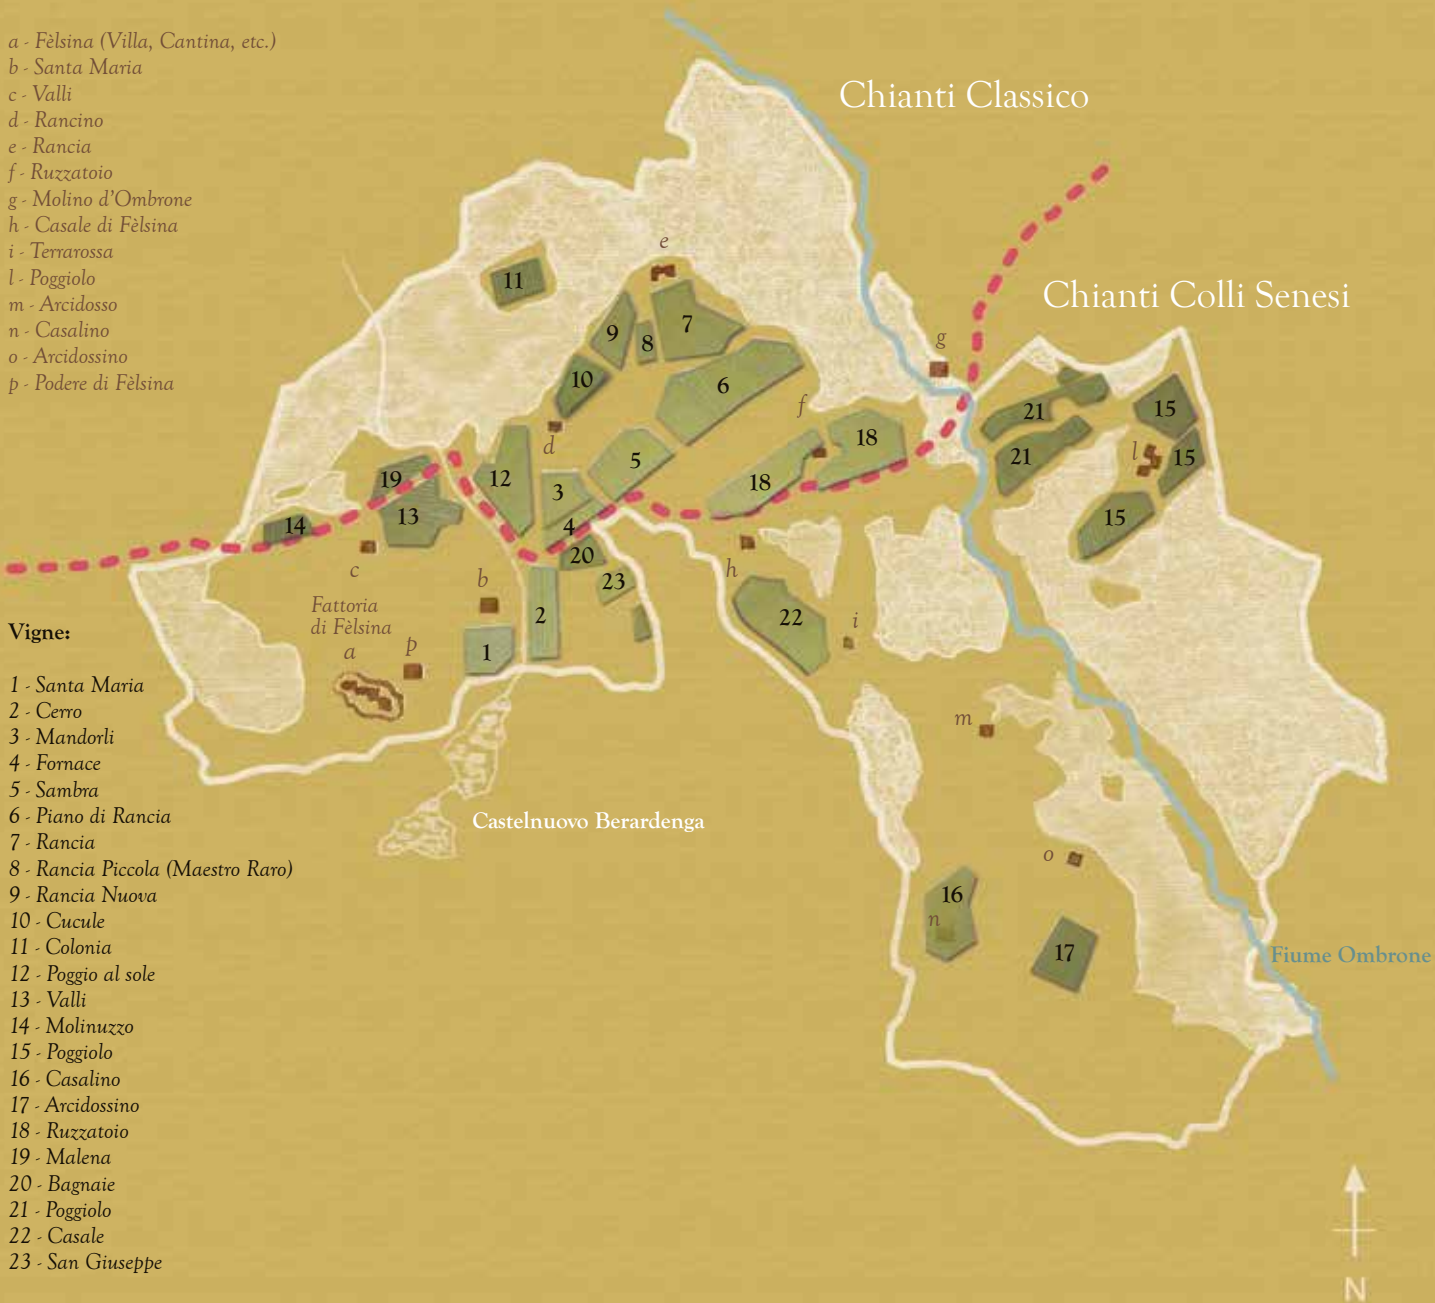 a - Fèlsina (Villa, Cantina, etc.)
b - Santa Maria
c - Valli
d - Rancino
e - Rancia
f - Ruzzatoio
g - Molino d'Ombrone
h - Casale di Fèlsina
i - Terrarossa
l - Poggiolo
m - Arcidosso
n - Casalino
o - Arcidossino
p - Podere di Fèlsina
Chianti Classico
Chianti Colli Senesi
e
11
7
9
8
g
10
6
f
21
15
d
18
5
21
l
15
19
12
3
18
13
14
4
15
20
c
h
b
23
Fattoria
di Fèlsina
2
22
i
a
p
1
m
Castelnuovo Berardenga
o
16
n
17
Fiume Ombrone
N
Vigne:
1 - Santa Maria
2 - Cerro
3 - Mandorli
4 - Fornace
5 - Sambra
6 - Piano di Rancia
7 - Rancia
8 - Rancia Piccola (Maestro Raro)
9 - Rancia Nuova
10 - Cucule
11 - Colonia
12 - Poggio al sole
13 - Valli
14 - Molinuzzo
15 - Poggiolo
16 - Casalino
17 - Arcidossino
18 - Ruzzatoio
19 - Malena
20 - Bagnaie
21 - Poggiolo
22 - Casale
23 - San Giuseppe